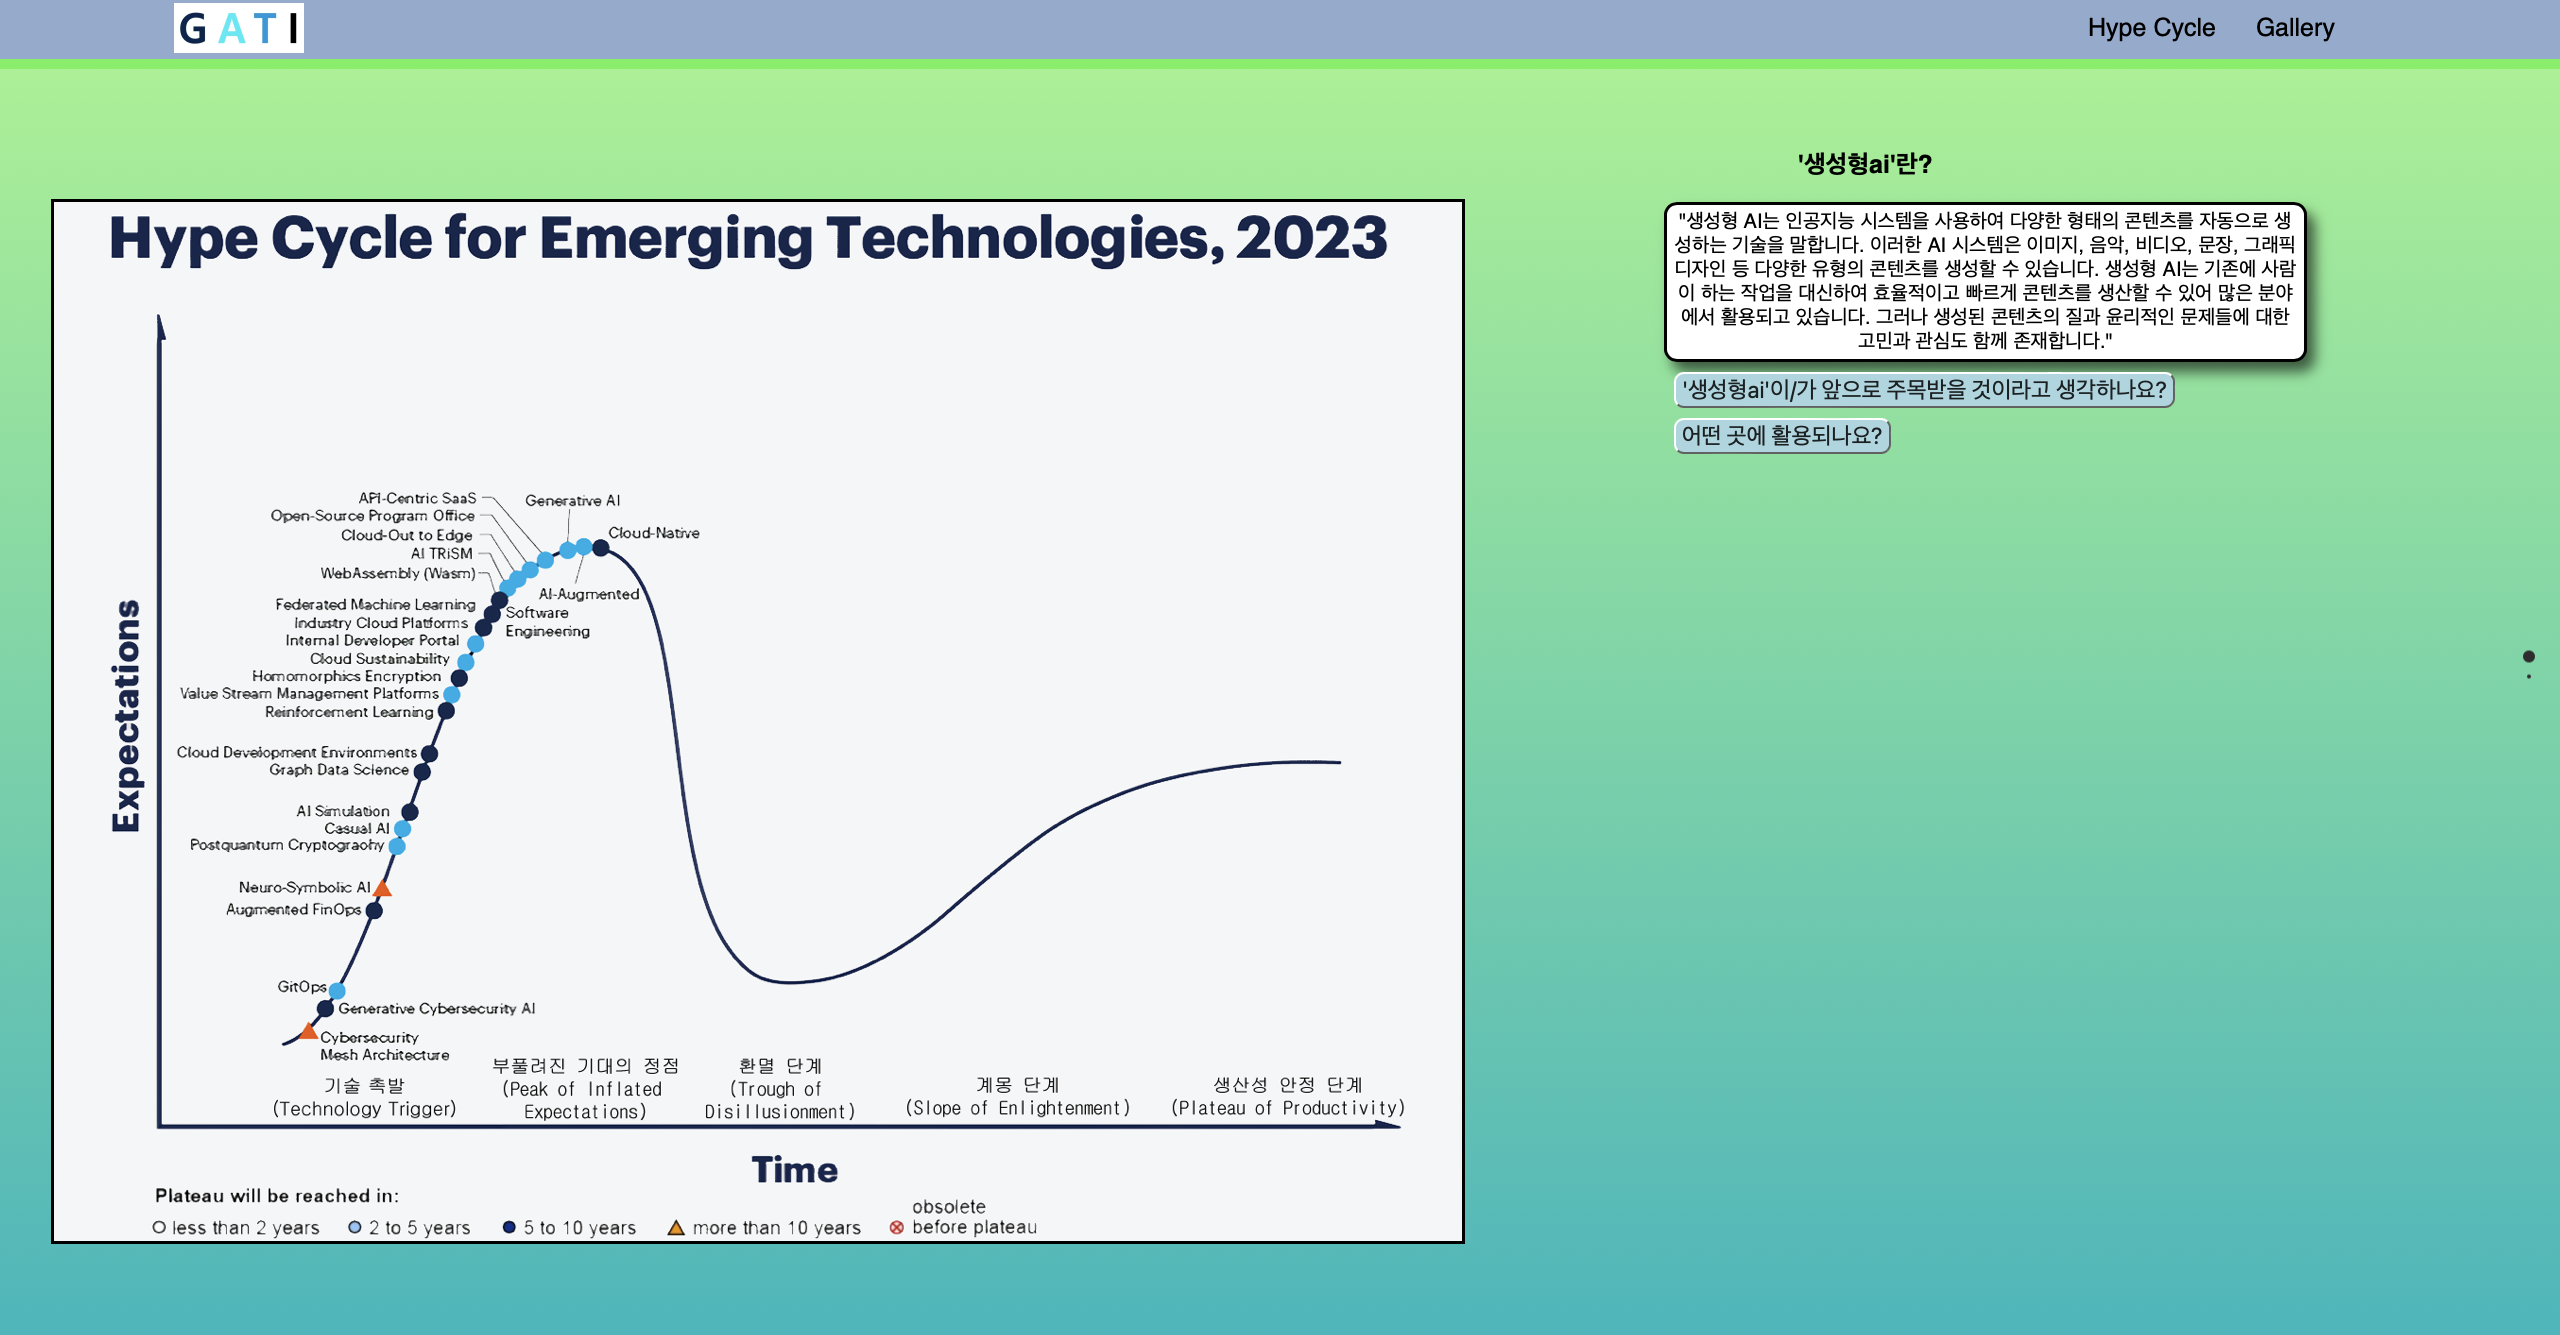 G A T I
Hype Cycle
Gallery
'생성형ai'란?
"생성형 AI는 인공지능 시스템을 사용하여 다양한 형태의 콘텐츠를 자동으로 생
성하는 기술을 말합니다. 이러한 AI 시스템은 이미지, 음악, 비디오, 문장, 그래픽
디자인 등 다양한 유형의 콘텐츠를 생성할 수 있습니다. 생성형 AI는 기존에 사람
이 하는 작업을 대신하여 효율적이고 빠르게 콘텐츠를 생산할 수 있어 많은 분야
에서 활용되고 있습니다. 그러나 생성된 콘텐츠의 질과 윤리적인 문제들에 대한
고민과 관심도 함께 존재합니다."
'생성형ai'이/가 앞으로 주목받을 것이라고 생각하나요?
어떤 곳에 활용되나요?
Hype Cycle for Emerging Technologies, 2023
Expectations
API-Centric SaaS
Generative AI
Open-Source Program Office
Cloud-Out to Edge
Cloud-Native
AI TRiSM
WebAssembly (Wasm)
AI-Augmented
Software
Engineering
Federated Machine Learning
Industry Cloud Platforms
Internal Developer Portal
Cloud Sustainability
Homomorphics Encryption
Value Stream Management Platforms
Reinforcement Learning
Cloud Development Environments
Graph Data Science
AI Simulation
Casual AI
Postquantum Cryptograohy
Neuro-Symbolic AI
Augmented FinOps
GitOps
Generative Cybersecurity AI
Cybersecurity
Mesh Architecture
기술 촉발
(Technology Trigger)
부풀려진 기대의 정점
(Peak of Inflated
Expectations)
환멸 단계
(Trough of
Disillusionment)
계몽 단계
(Slope of Enlightenment)
생산성 안정 단계
(Plateau of Productivity)
Time
Plateau will be reached in:
less than 2 years
2 to 5 years
5 to 10 years
more than 10 years
obsolete
before plateau